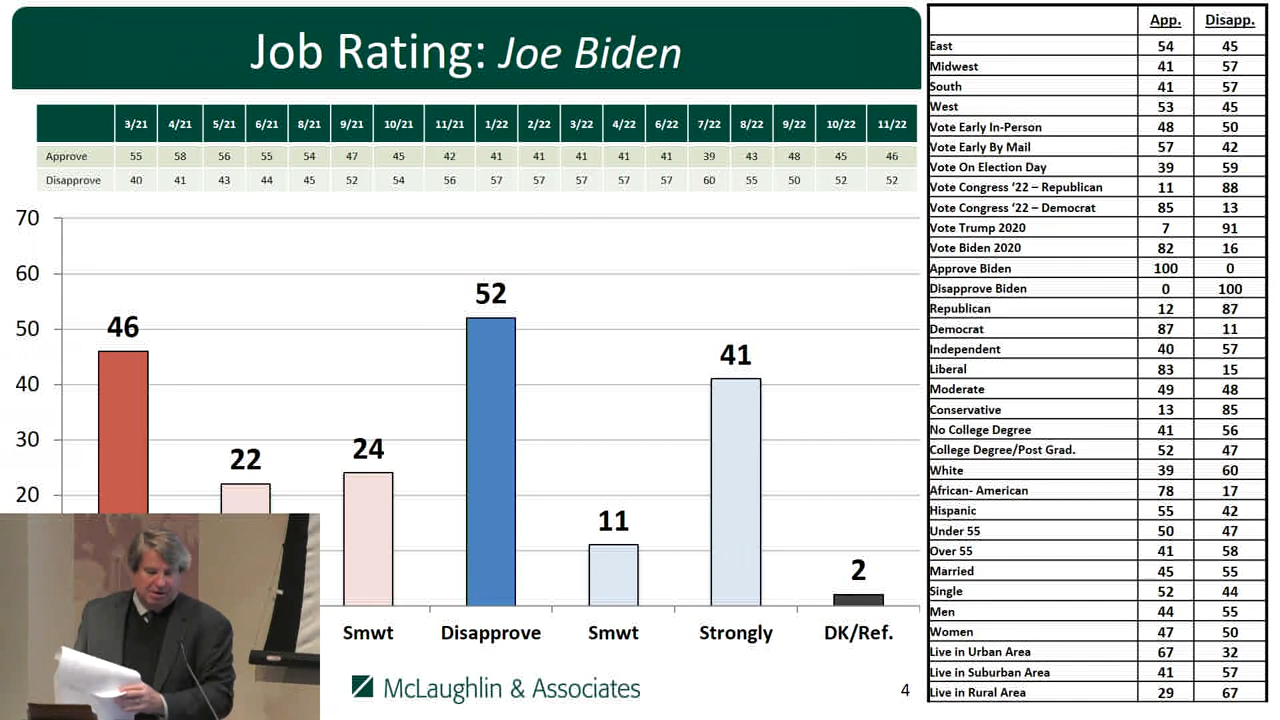 Job Rating: Joe Biden
3/21 4/21 5/21 6/21 8/21 9/21 10/21 11/21 1/22 2/22 3/22 4/22 6/22 7/22 8/22 9/22 10/22 11/22
Approve 55 58 56 55 54 47 45 42 41 41 41 41 41 39 43 48 45 46
Disapprove 40 41 43 44 45 52 54 56 57 57 57 57 57 60 55 50 52 52
70
60
50
40
30
20
46
22
24
52
11
41
2
Smwt Disapprove Smwt Strongly DK/Ref.
McLaughlin & Associates
4
App. Disapp.
East 54 45
Midwest 41 57
South 41 57
West 53 45
Vote Early In-Person 48 50
Vote Early By Mail 57 42
Vote On Election Day 39 59
Vote Congress ‘22 – Republican 11 88
Vote Congress ‘22 – Democrat 85 13
Vote Trump 2020 7 91
Vote Biden 2020 82 16
Approve Biden 100 0
Disapprove Biden 0 100
Republican 12 87
Democrat 87 11
Independent 40 57
Liberal 83 15
Moderate 49 48
Conservative 13 85
No College Degree 41 56
College Degree/Post Grad. 52 47
White 39 60
African- American 78 17
Hispanic 55 42
Under 55 50 47
Over 55 41 58
Married 45 55
Single 52 44
Men 44 55
Women 47 50
Live in Urban Area 67 32
Live in Suburban Area 41 57
Live in Rural Area 29 67